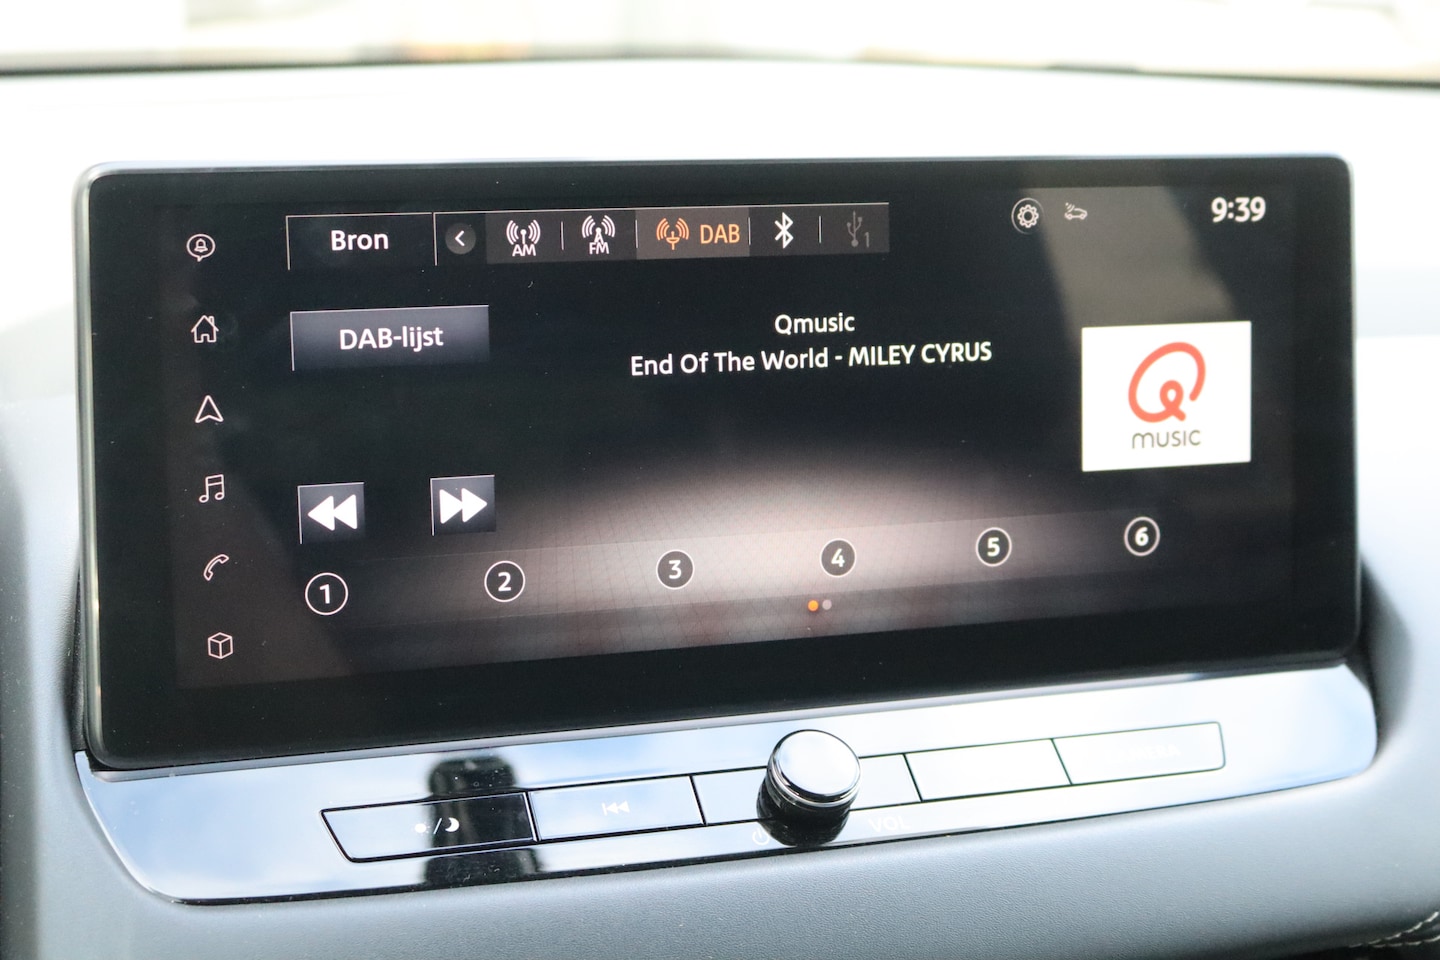 Bron
AM
FM
DAB
1
9:39
DAB-lijst
Qmusic
End Of The World - MILEY CYRUS
music
1
2
3
4
5
6
VOL